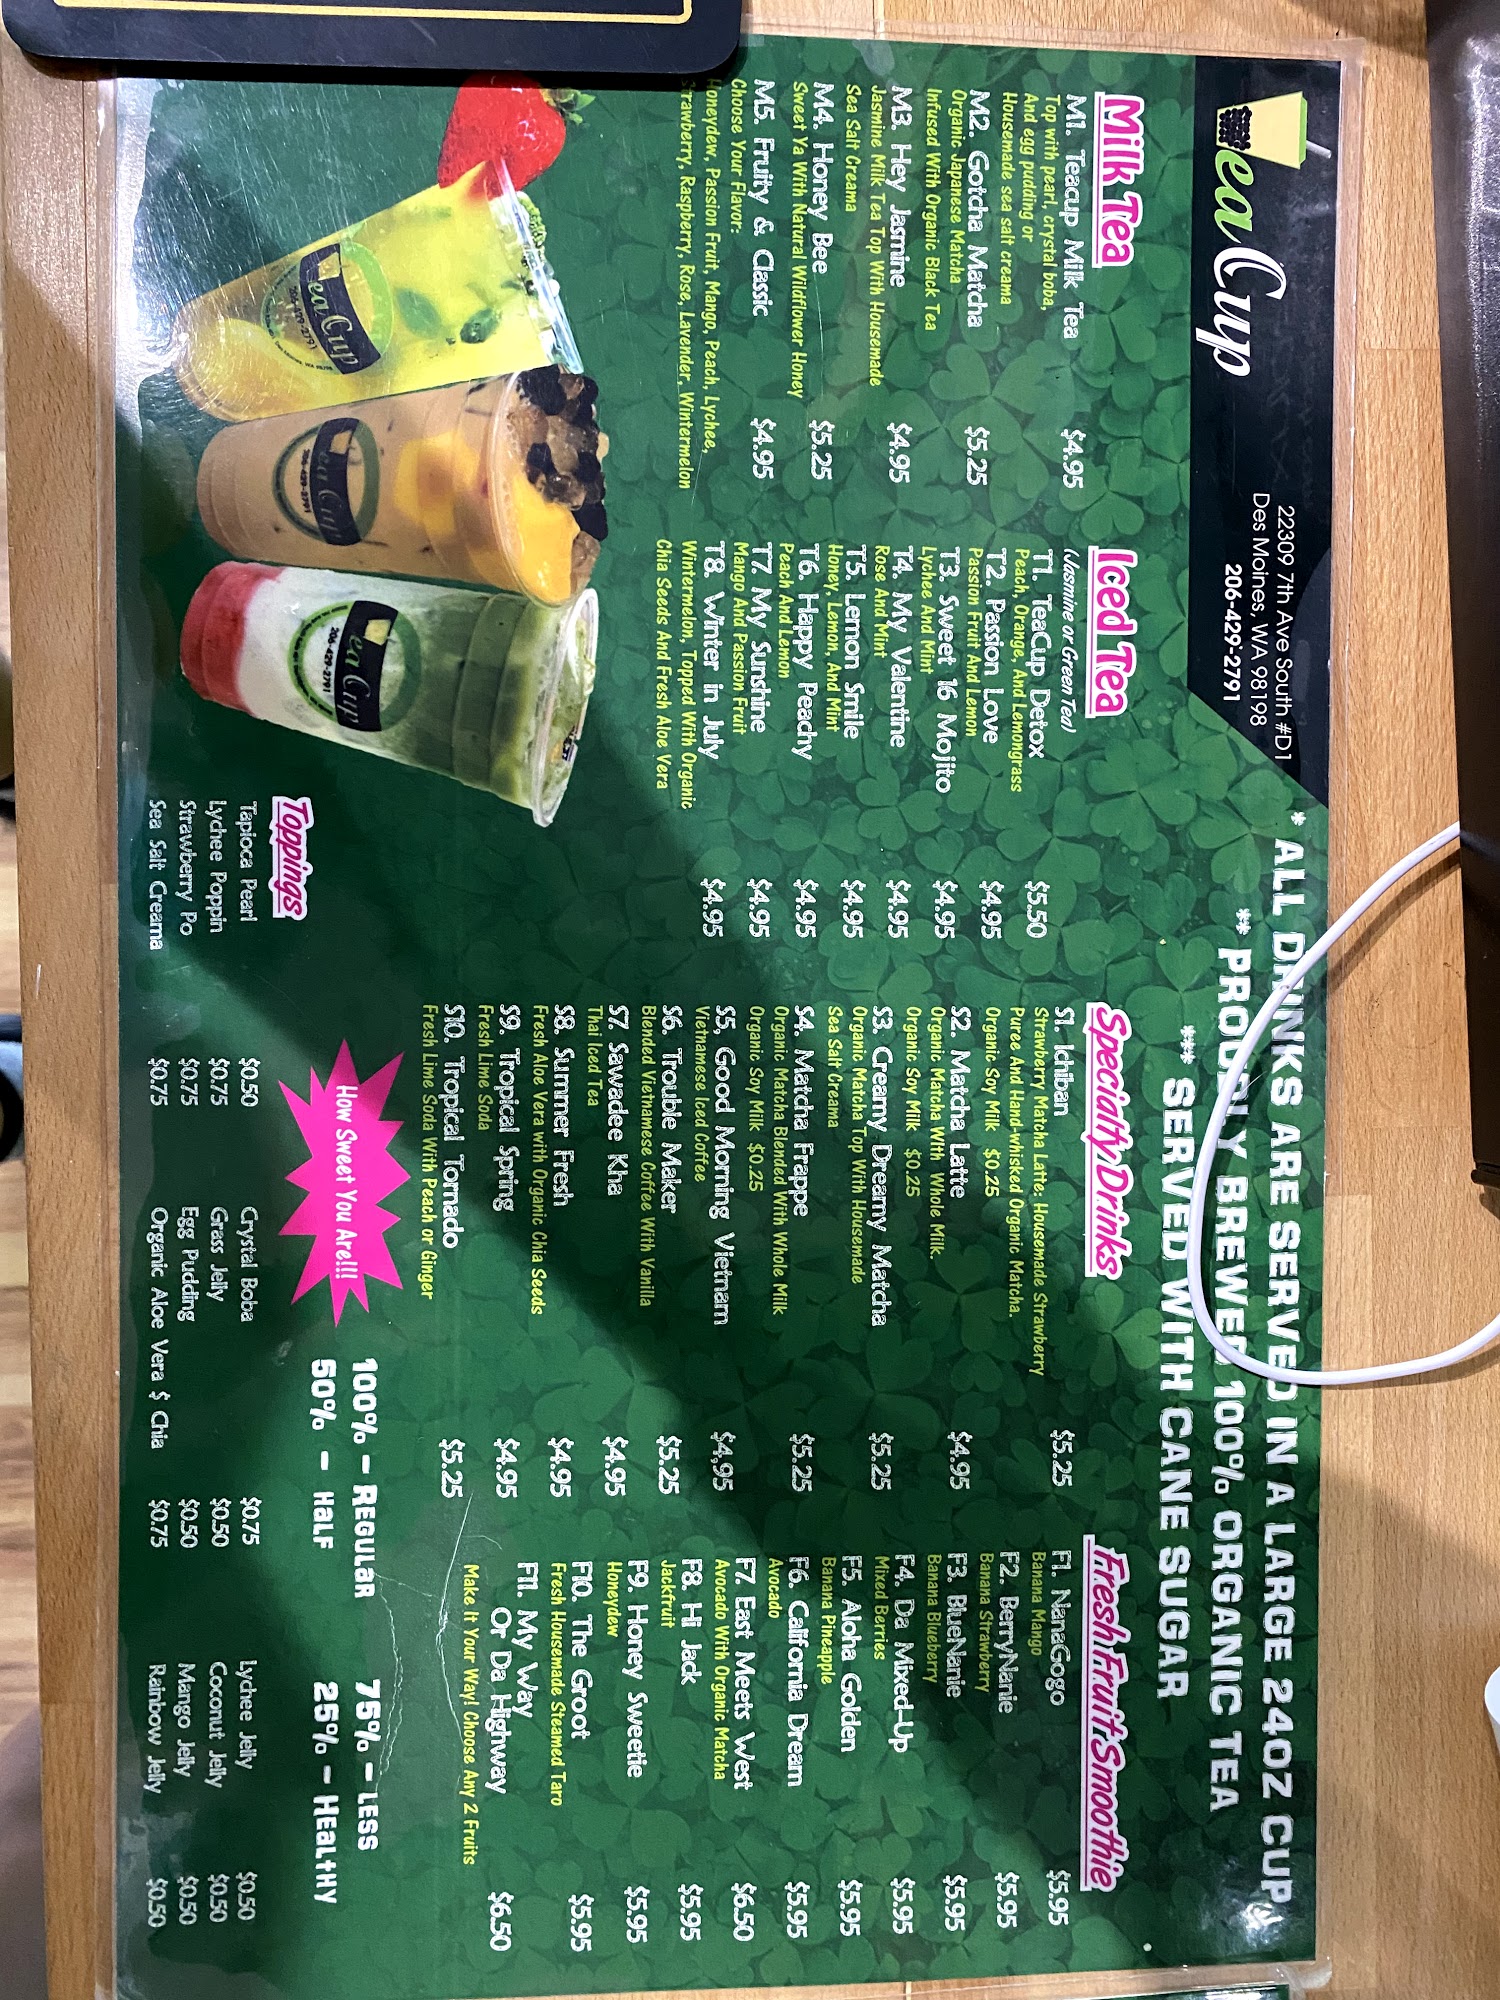 Tea Cup
22309 7th Ave South #D1
Des Moines, WA 98198
206-429-2791
* ALL DRINKS ARE SERVED IN A LARGE 24OZ CUP
** PROUDLY BREWED 100% ORGANIC TEA
*** SERVED WITH CANE SUGAR
Milk Tea
M1. Teacup Milk Tea $4.95
Top with pearl, crystal boba,
And egg pudding or
Housemade sea salt creama
M2. Gotcha Matcha $5.25
Organic Japanese Matcha
Infused With Organic Black Tea
M3. Hey Jasmine $4.95
Jasmine Milk Tea Top With Housemade
Sea Salt Creama
M4. Honey Bee $5.25
Sweet Ya With Natural Wildflower Honey
M5. Fruity & Classic $4.95
Choose Your Flavor:
Honeydew, Passion Fruit, Mango, Peach, Lychee,
Strawberry, Raspberry, Rose, Lavender, Wintermelon
Iced Tea
(Jasmine or Green Tea)
T1. TeaCup Detox $5.50
Peach, Orange, And Lemongrass
T2. Passion Love $4.95
Passion Fruit And Lemon
T3. Sweet 16 Mojito $4.95
Lychee And Mint
T4. My Valentine $4.95
Rose And Mint
T5. Lemon Smile $4.95
Honey, Lemon, And Mint
T6. Happy Peachy $4.95
Peach And Lemon
T7. My Sunshine $4.95
Mango And Passion Fruit
T8. Winter in July $4.95
Wintermelon, Topped With Organic
Chia Seeds And Fresh Aloe Vera
Specialty Drinks
S1. Ichiban $5.25
Strawberry Matcha Latte: Housemade Strawberry
Puree And Hand-whisked Organic Matcha.
Organic Soy Milk $0.25
S2. Matcha Latte $4.95
Organic Matcha With Whole Milk.
Organic Soy Milk $0.25
S3. Creamy Dreamy Matcha $5.25
Organic Matcha Top With Housemade
Sea Salt Creama
S4. Matcha Frappe $5.25
Organic Matcha Blended With Whole Milk
Organic Soy Milk $0.25
S5, Good Morning Vietnam $4,95
Vietnamese Iced Coffee
S6. Trouble Maker $5.25
Blended Vietnamese Coffee With Vanilla
S7. Sawadee Kha $4.95
Thai Iced Tea
S8. Summer Fresh $4.95
Fresh Aloe Vera with Organic Chia Seeds
S9. Tropical Spring $4.95
Fresh Lime Soda
S10. Tropical Tornado $5.25
Fresh Lime Soda With Peach or Ginger
Fresh Fruit Smoothie
F1. NanaGogo $5.95
Banana Mango
F2. BerryNanie $5.95
Banana Strawberry
F3. BlueNanie $5.95
Banana Blueberry
F4. Da Mixed-Up $5.95
Mixed Berries
F5. Aloha Golden $5.95
Banana Pineapple
F6. California Dream $5.95
Avocado
F7. East Meets West $6.50
Avocado With Organic Matcha
F8. Hi Jack $5.95
Jackfruit
F9. Honey Sweetie $5.95
Honeydew
F10. The Groot $5.95
Fresh Housemade Steamed Taro
F11. My Way
Or Da Highway $6.50
Make It Your Way! Choose Any 2 Fruits
How Sweet You Are!!!
100% - REGULAR 75% - LESS
50% - HALF 25% - HEALTHY
Toppings
Tapioca Pearl $0.50 Crystal Boba $0.75 Lychee Jelly $0.50
Lychee Poppin $0.75 Grass Jelly $0.50 Coconut Jelly $0.50
Strawberry Po $0.75 Egg Pudding $0.50 Mango Jelly $0.50
Sea Salt Creama $0.75 Organic Aloe Vera $ Chia $0.75 Rainbow Jelly $0.50
Tea Cup
206-429-2791
Tea Cup
206-429-2791
Tea Cup
206-429-2791